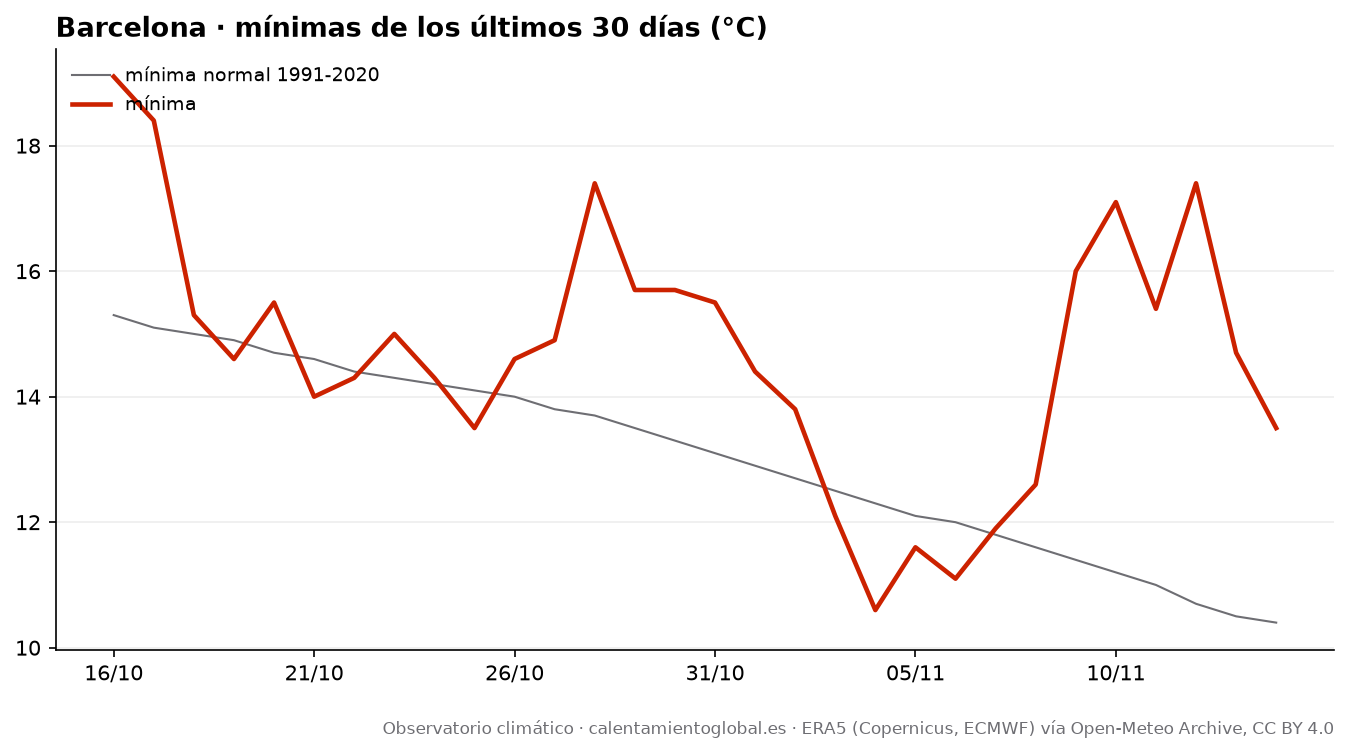 Barcelona · mínimas de los últimos 30 días (°C)
mínima normal 1991-2020
mínima
18
16
14
12
10
16/10 21/10 26/10 31/10 05/11 10/11
Observatorio climático · calentamientoglobal.es · ERA5 (Copernicus, ECMWF) vía Open-Meteo Archive, CC BY 4.0